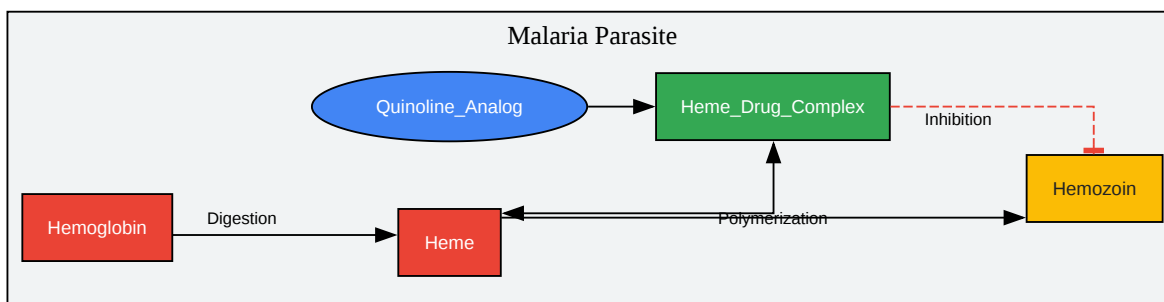 Malaria Parasite
Quinoline_Analog
Heme_Drug_Complex
Inhibition
Hemozoin
Hemoglobin
Digestion
Heme
Polymerization